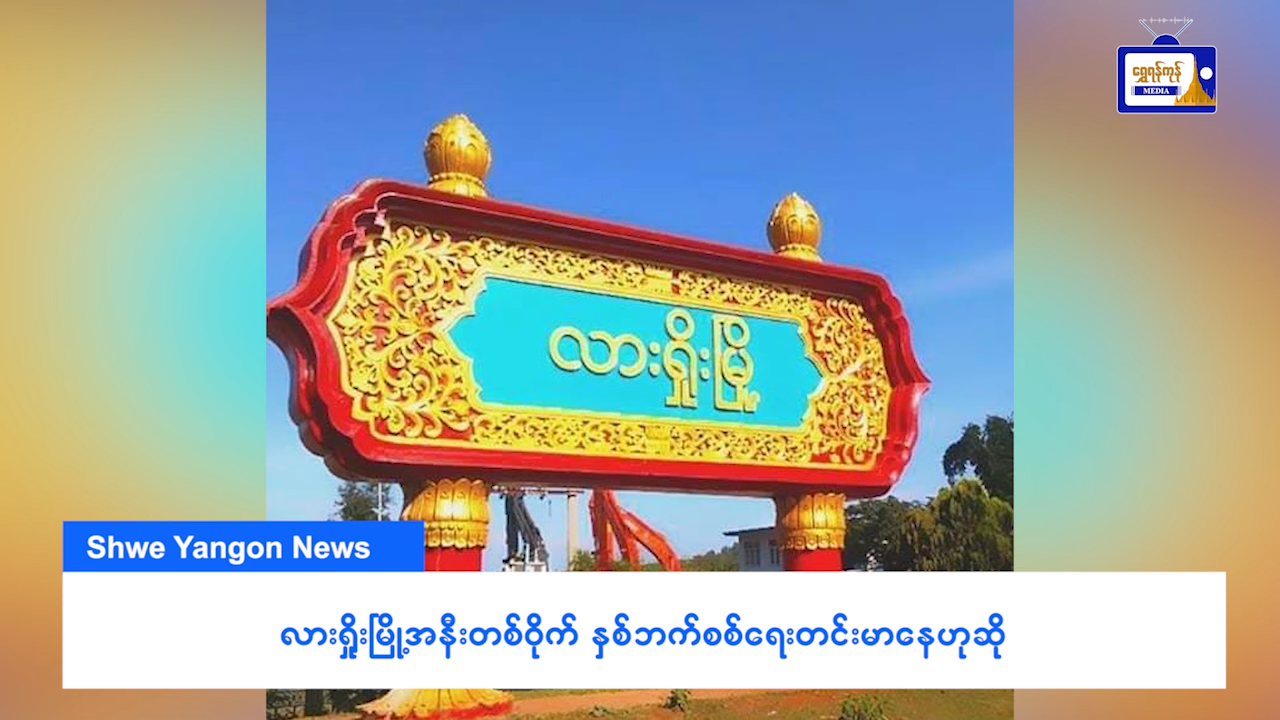 ရွှေရန်ကုန်
MEDIA
လားရှိုးမြို့
Shwe Yangon News
လားရှိုးမြို့အနီးတစ်ဝိုက် နှစ်ဘက်စစ်ရေးတင်းမာနေဟုဆို